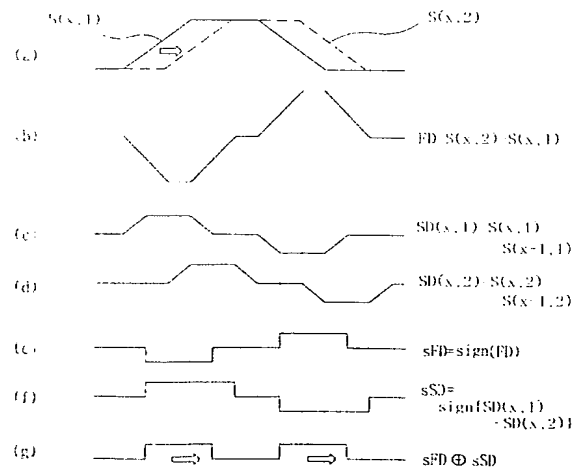 S(x,1)
S(x,2)
(a)
(b)
FD S(x,2) S(x,1)
(c)
SD(x,1) S(x,1)
S(x-1,1)
(d)
SD(x,2) S(x,2)
S(x-1,2)
(e)
sFD=sign(FD)
(f)
sSD=
sign{SD(x,1)
-SD(x,2)}
(g)
sFD ⊕ sSD